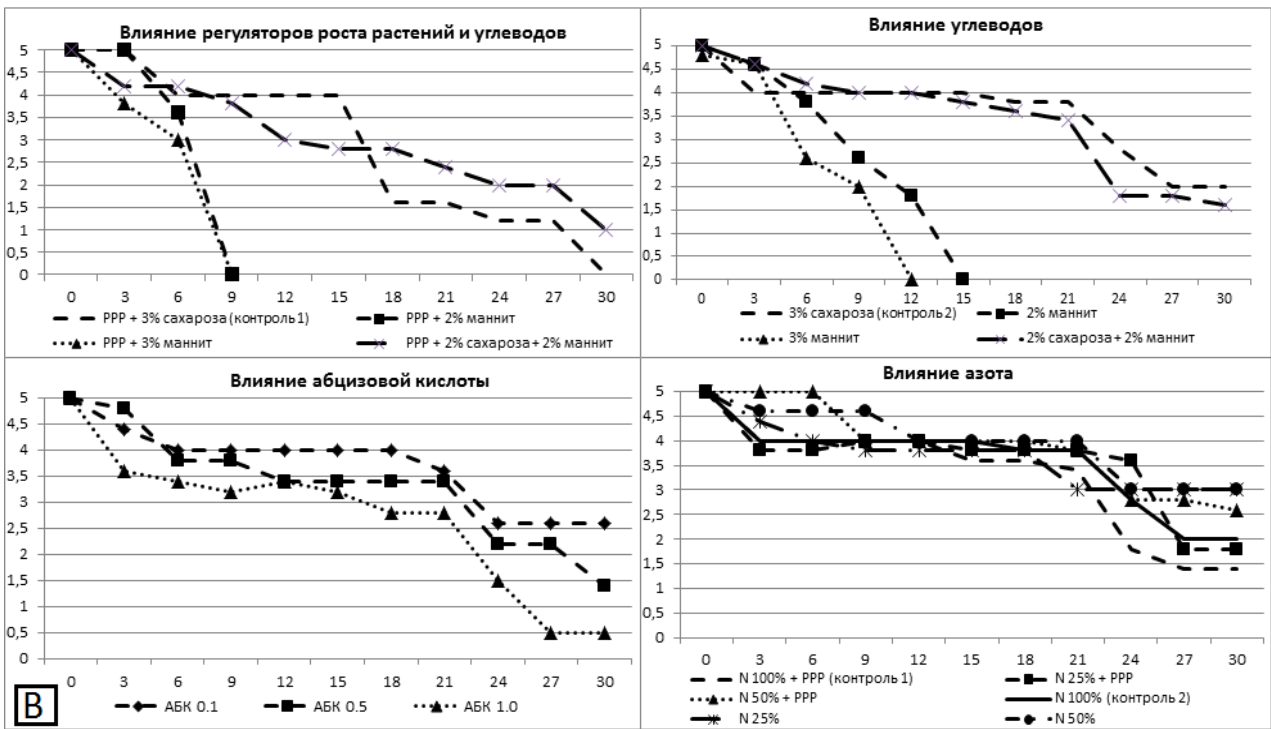 Влияние регуляторов роста растений и углеводов
5
4,5
4
3,5
3
2,5
2
1,5
1
0,5
0
0 3 6 9 12 15 18 21 24 27 30
РРР + 3% сахароза (контроль 1)
РРР + 2% маннит
РРР + 3% маннит
РРР + 2% сахароза + 2% маннит
Влияние углеводов
5
4,5
4
3,5
3
2,5
2
1,5
1
0,5
0
0 3 6 9 12 15 18 21 24 27 30
3% сахароза (контроль 2)
2% маннит
3% маннит
2% сахароза + 2% маннит
Влияние абцизовой кислоты
5
4,5
4
3,5
3
2,5
2
1,5
1
0,5
0
0 3 6 9 12 15 18 21 24 27 30
АБК 0.1
АБК 0.5
АБК 1.0
В
Влияние азота
5
4,5
4
3,5
3
2,5
2
1,5
1
0,5
0
0 3 6 9 12 15 18 21 24 27 30
N 100% + РРР (контроль 1)
N 25% + РРР
N 50% + РРР
N 100% (контроль 2)
N 25%
N 50%